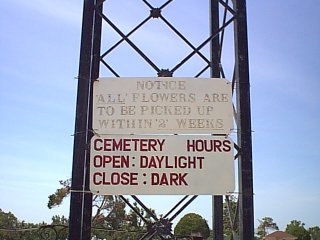 NOTICE
ALL' FLOWERS ARE
TO BE PICKED UP
WITHIN '2' WEEKS
CEMETERY HOURS
OPEN: DAYLIGHT
CLOSE: DARK